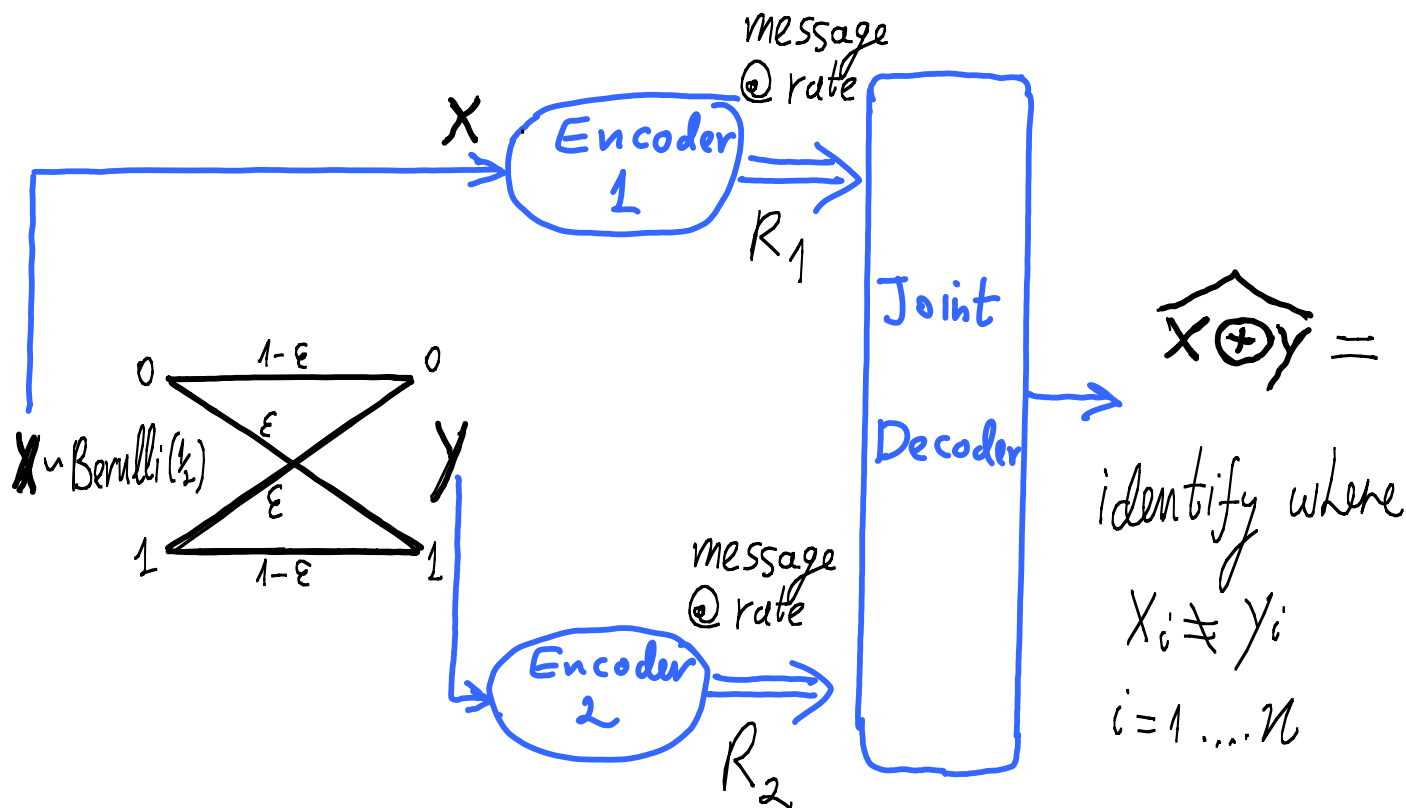 message
@ rate
X
Encoder
1
R1
Joint
Decoder
X⊕Y =
identify where
Xi ≠ Yi
i = 1 .... n
0
1-ε
0
ε
X ~ Berulli(1/2)
Y
ε
1
1-ε
1
message
@ rate
Encoder
2
R2